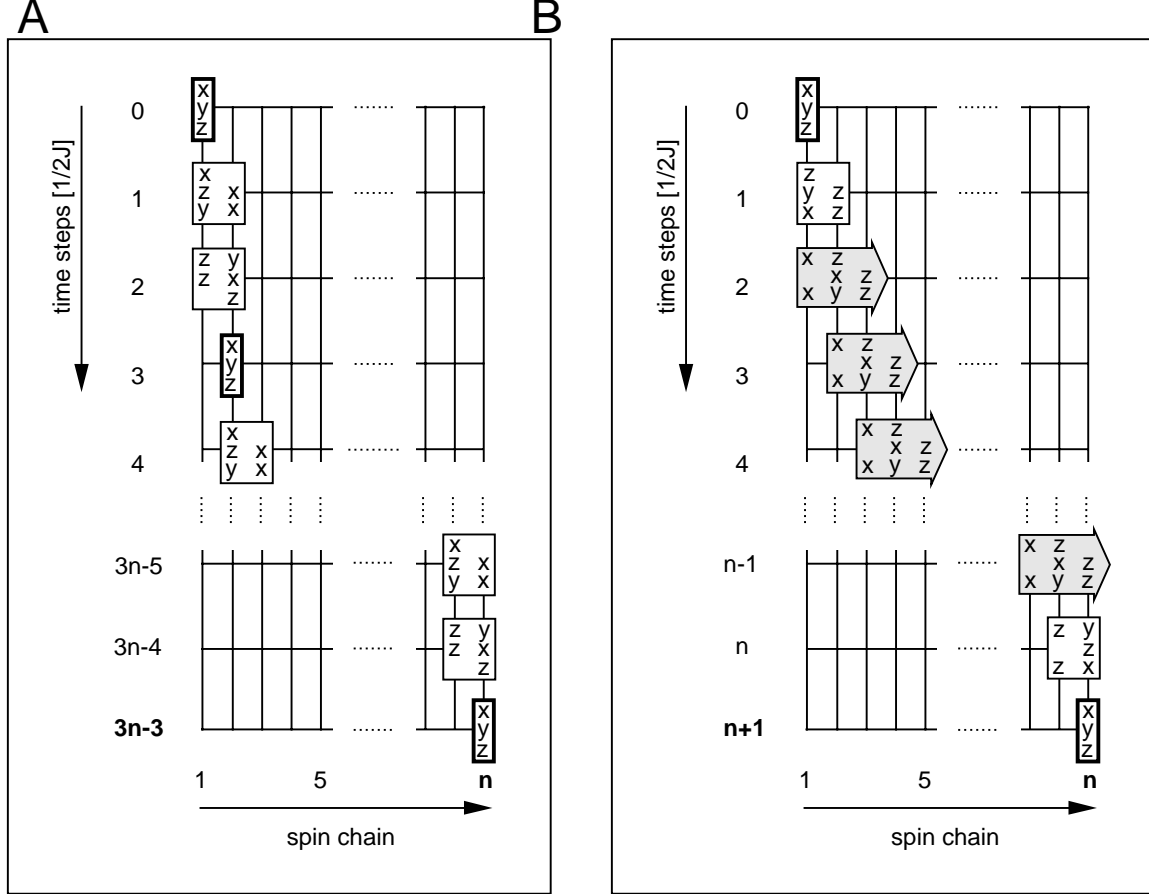 A
time steps [1/2J]
0
x
y
z
1
x
z x
y x
2
z y
z x
z
3
x
y
z
4
x
z x
y x
3n-5
x
z x
y x
3n-4
z y
z x
z
3n-3
x
y
z
1 5 n
spin chain
B
time steps [1/2J]
0
x
y
z
1
z
y z
x z
2
x z
x z
x y z
3
x z
x z
x y z
4
x z
x z
x y z
n-1
x z
x z
x y z
n
z y
z
z x
n+1
x
y
z
1 5 n
spin chain